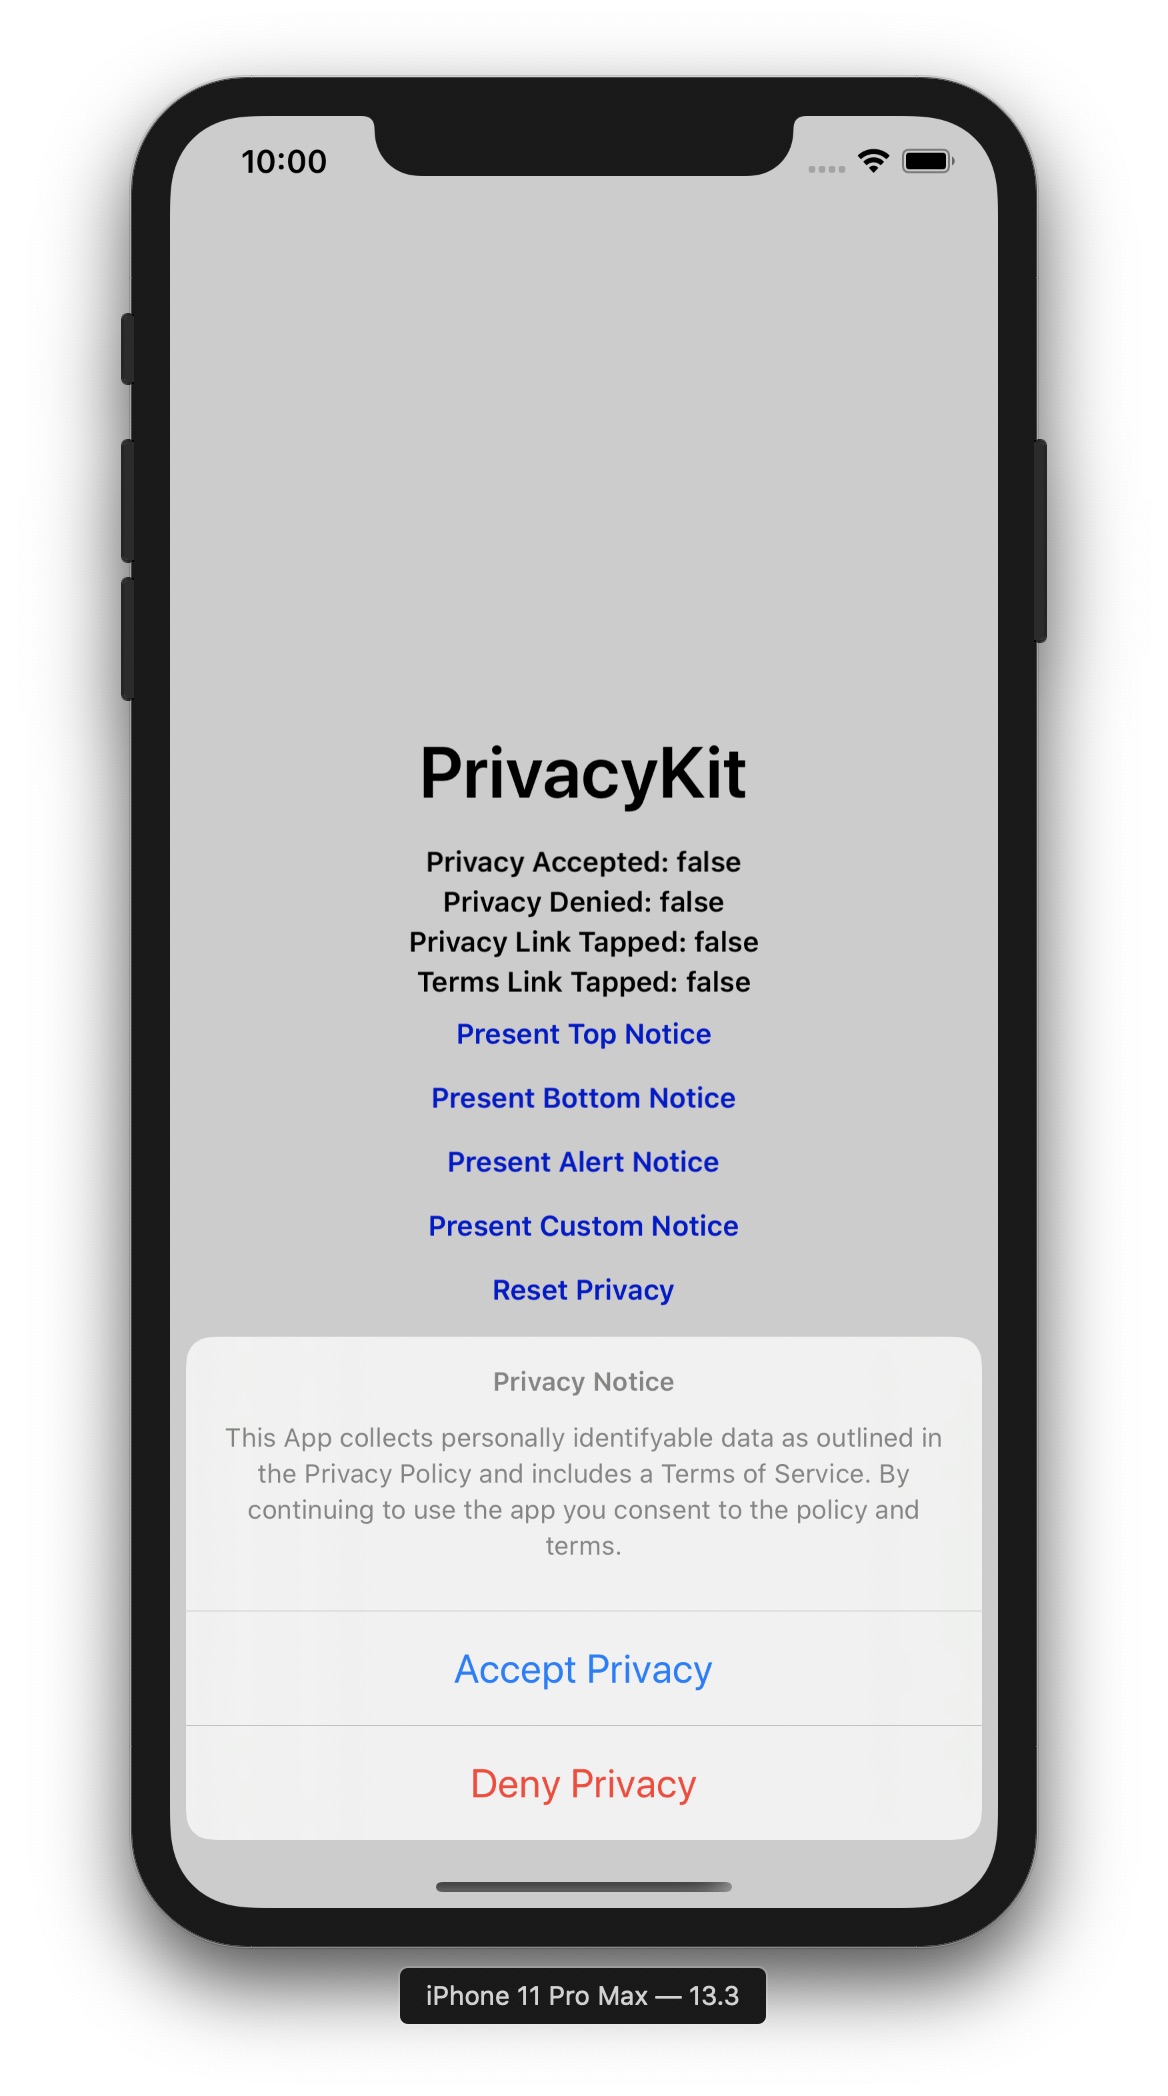 10:00
PrivacyKit
Privacy Accepted: false
Privacy Denied: false
Privacy Link Tapped: false
Terms Link Tapped: false
Present Top Notice
Present Bottom Notice
Present Alert Notice
Present Custom Notice
Reset Privacy
Privacy Notice
This App collects personally identifyable data as outlined in
the Privacy Policy and includes a Terms of Service. By
continuing to use the app you consent to the policy and
terms.
Accept Privacy
Deny Privacy
iPhone 11 Pro Max — 13.3